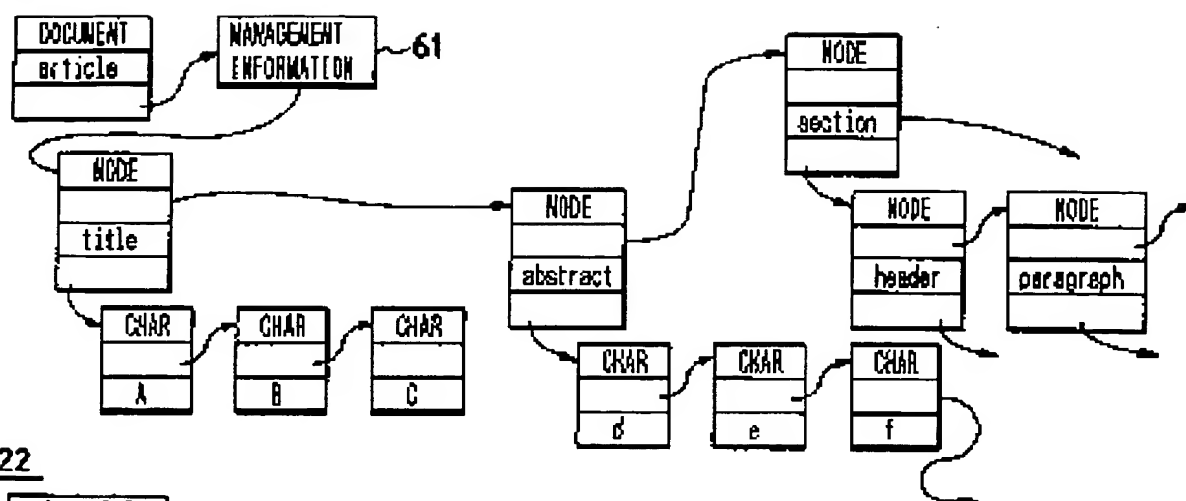 DOCUMENT
article
MANAGEMENT
INFORMATION
61
NODE
title
CHAR
A
CHAR
B
CHAR
C
NODE
abstract
CHAR
d
CHAR
e
CHAR
f
NODE
section
NODE
header
NODE
paragraph
22